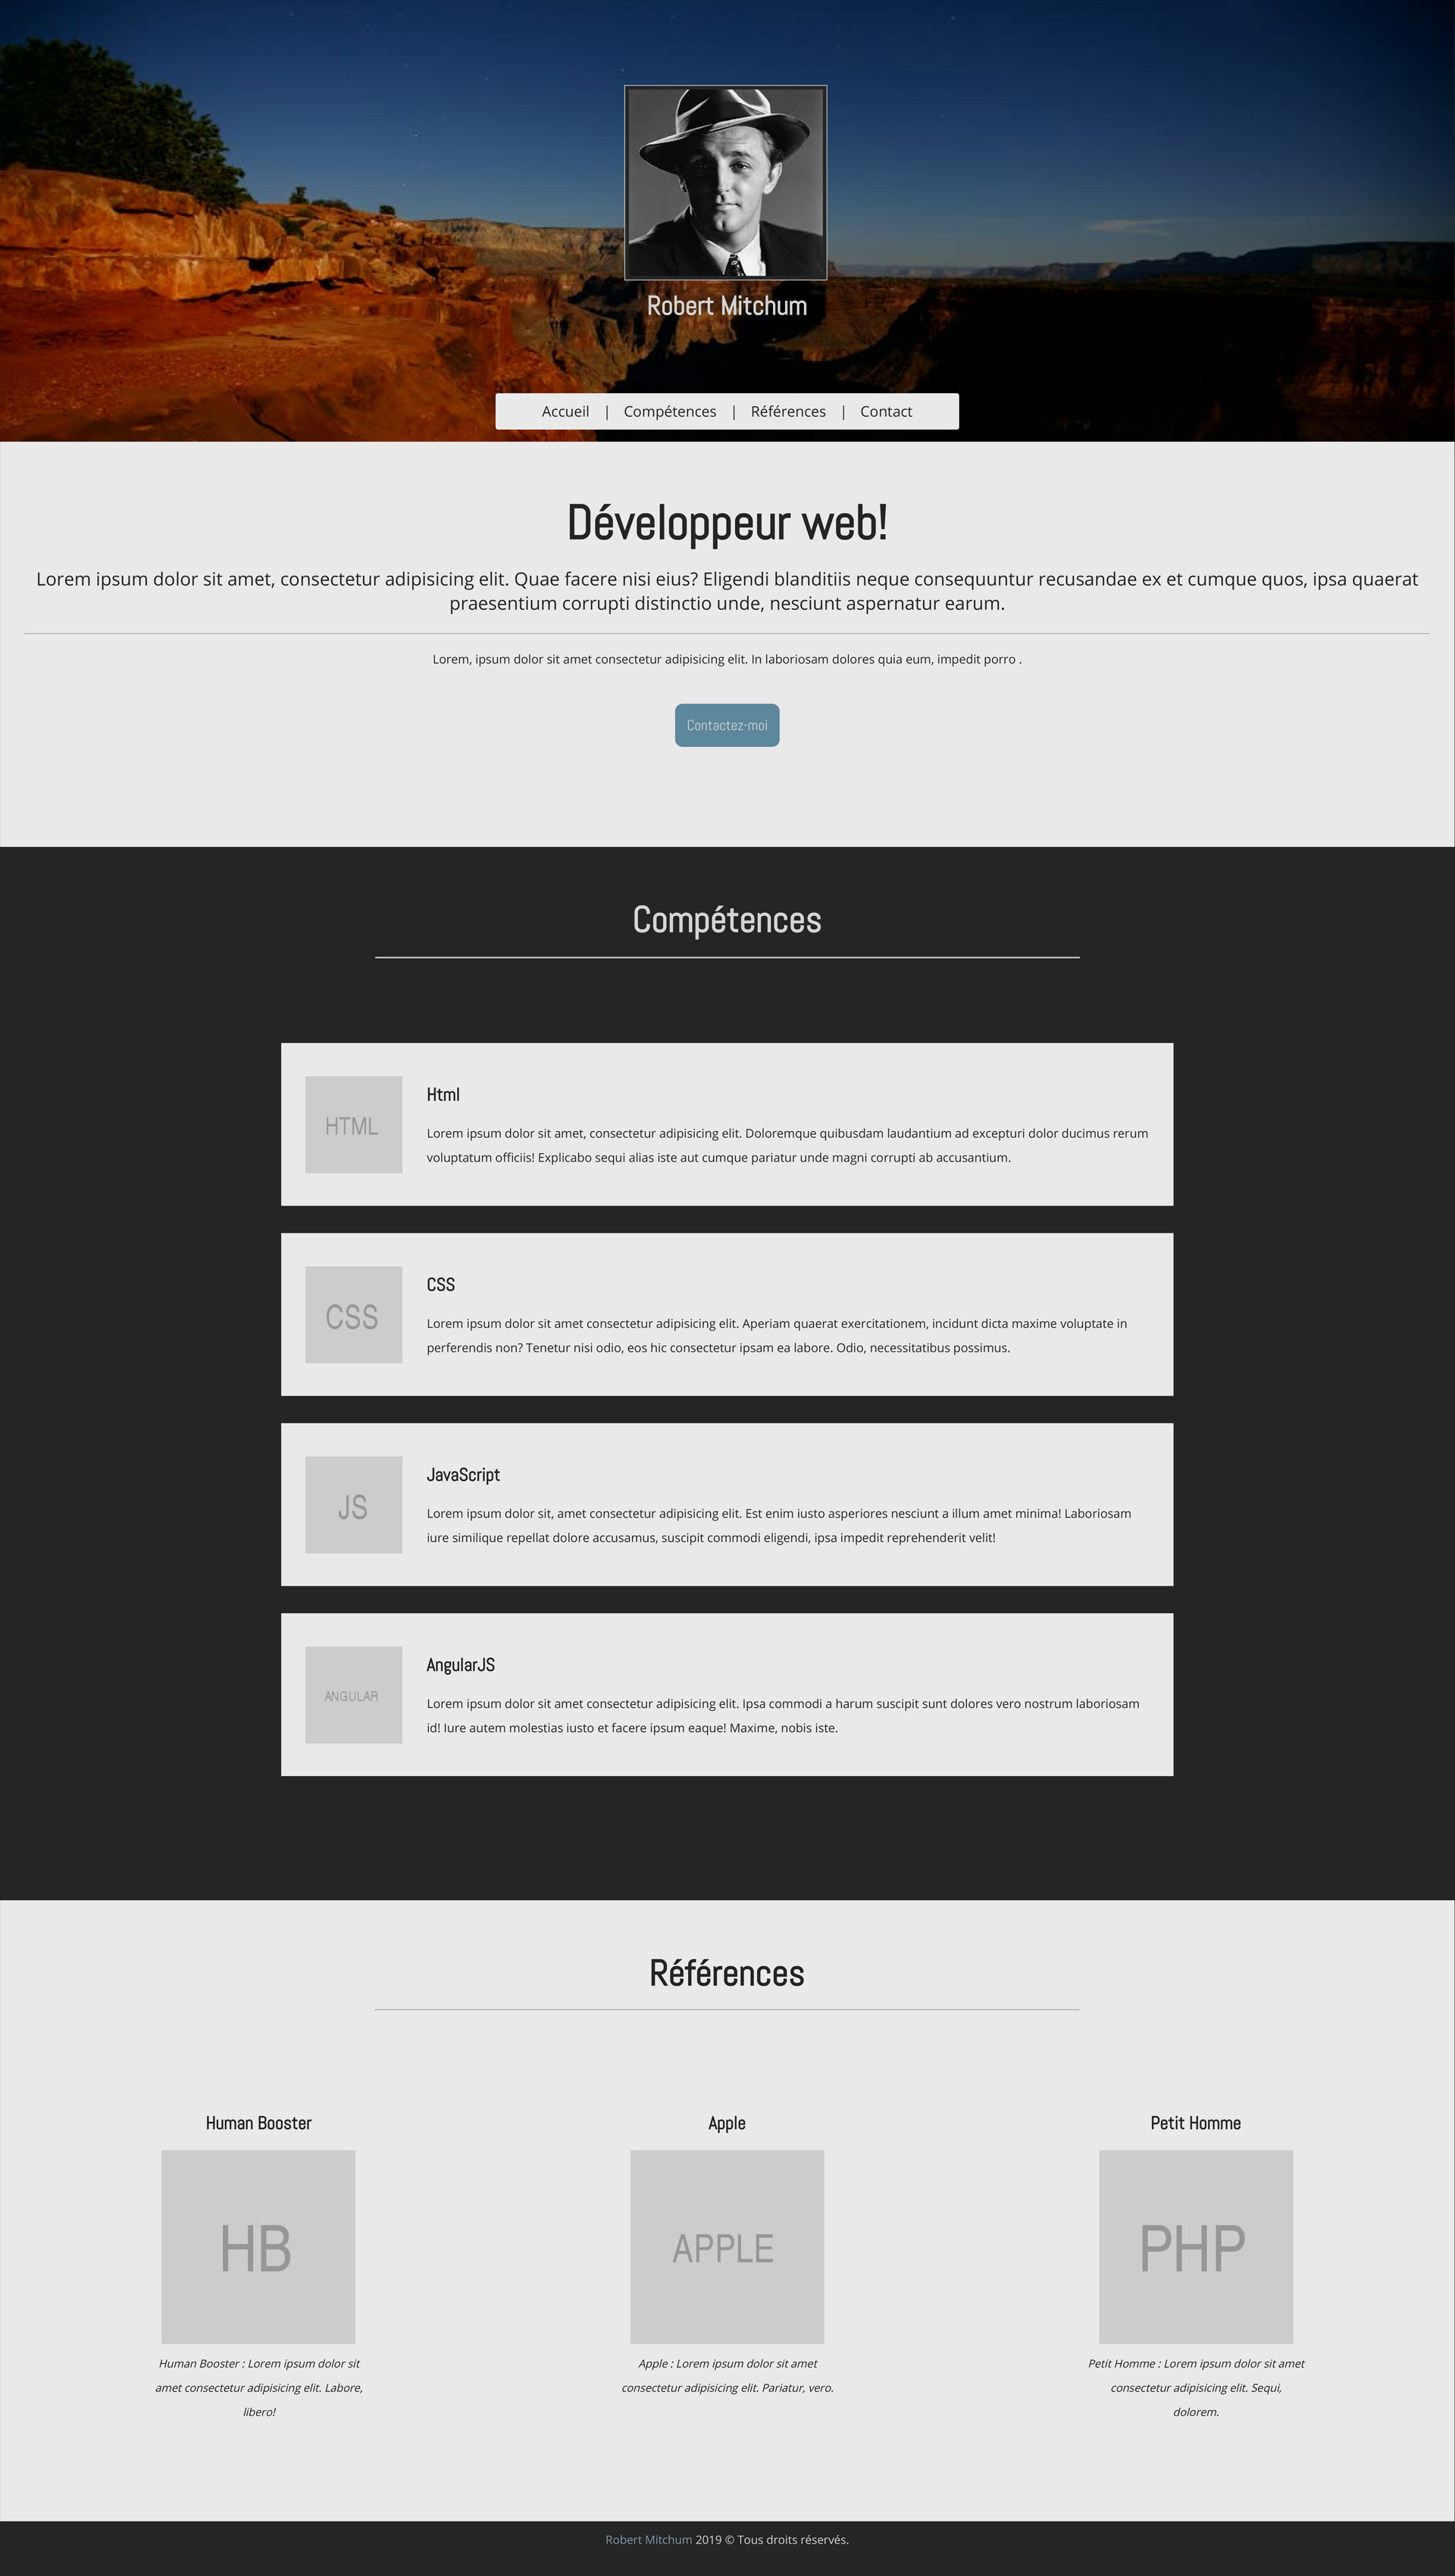 Robert Mitchum
Accueil | Compétences | Références | Contact
Développeur web!
Lorem ipsum dolor sit amet, consectetur adipisicing elit. Quae facere nisi eius? Eligendi blanditiis neque consequuntur recusandae ex et cumque quos, ipsa quaerat
praesentium corrupti distinctio unde, nesciunt aspernatur earum.
Lorem, ipsum dolor sit amet consectetur adipisicing elit. In laboriosam dolores quia eum, impedit porro .
Contactez-moi
Compétences
HTML
Html
Lorem ipsum dolor sit amet, consectetur adipisicing elit. Doloremque quibusdam laudantium ad excepturi dolor ducimus rerum
voluptatum officiis! Explicabo sequi alias iste aut cumque pariatur unde magni corrupti ab accusantium.
CSS
CSS
Lorem ipsum dolor sit amet consectetur adipisicing elit. Aperiam quaerat exercitationem, incidunt dicta maxime voluptate in
perferendis non? Tenetur nisi odio, eos hic consectetur ipsam ea labore. Odio, necessitatibus possimus.
JS
JavaScript
Lorem ipsum dolor sit, amet consectetur adipisicing elit. Est enim iusto asperiores nesciunt a illum amet minima! Laboriosam
iure similique repellat dolore accusamus, suscipit commodi eligendi, ipsa impedit reprehenderit velit!
ANGULAR
AngularJS
Lorem ipsum dolor sit amet consectetur adipisicing elit. Ipsa commodi a harum suscipit sunt dolores vero nostrum laboriosam
id! Iure autem molestias iusto et facere ipsum eaque! Maxime, nobis iste.
Références
Human Booster
HB
Human Booster : Lorem ipsum dolor sit
amet consectetur adipisicing elit. Labore,
libero!
Apple
APPLE
Apple : Lorem ipsum dolor sit amet
consectetur adipisicing elit. Pariatur, vero.
Petit Homme
PHP
Petit Homme : Lorem ipsum dolor sit amet
consectetur adipisicing elit. Sequi,
dolorem.
Robert Mitchum 2019 © Tous droits réservés.